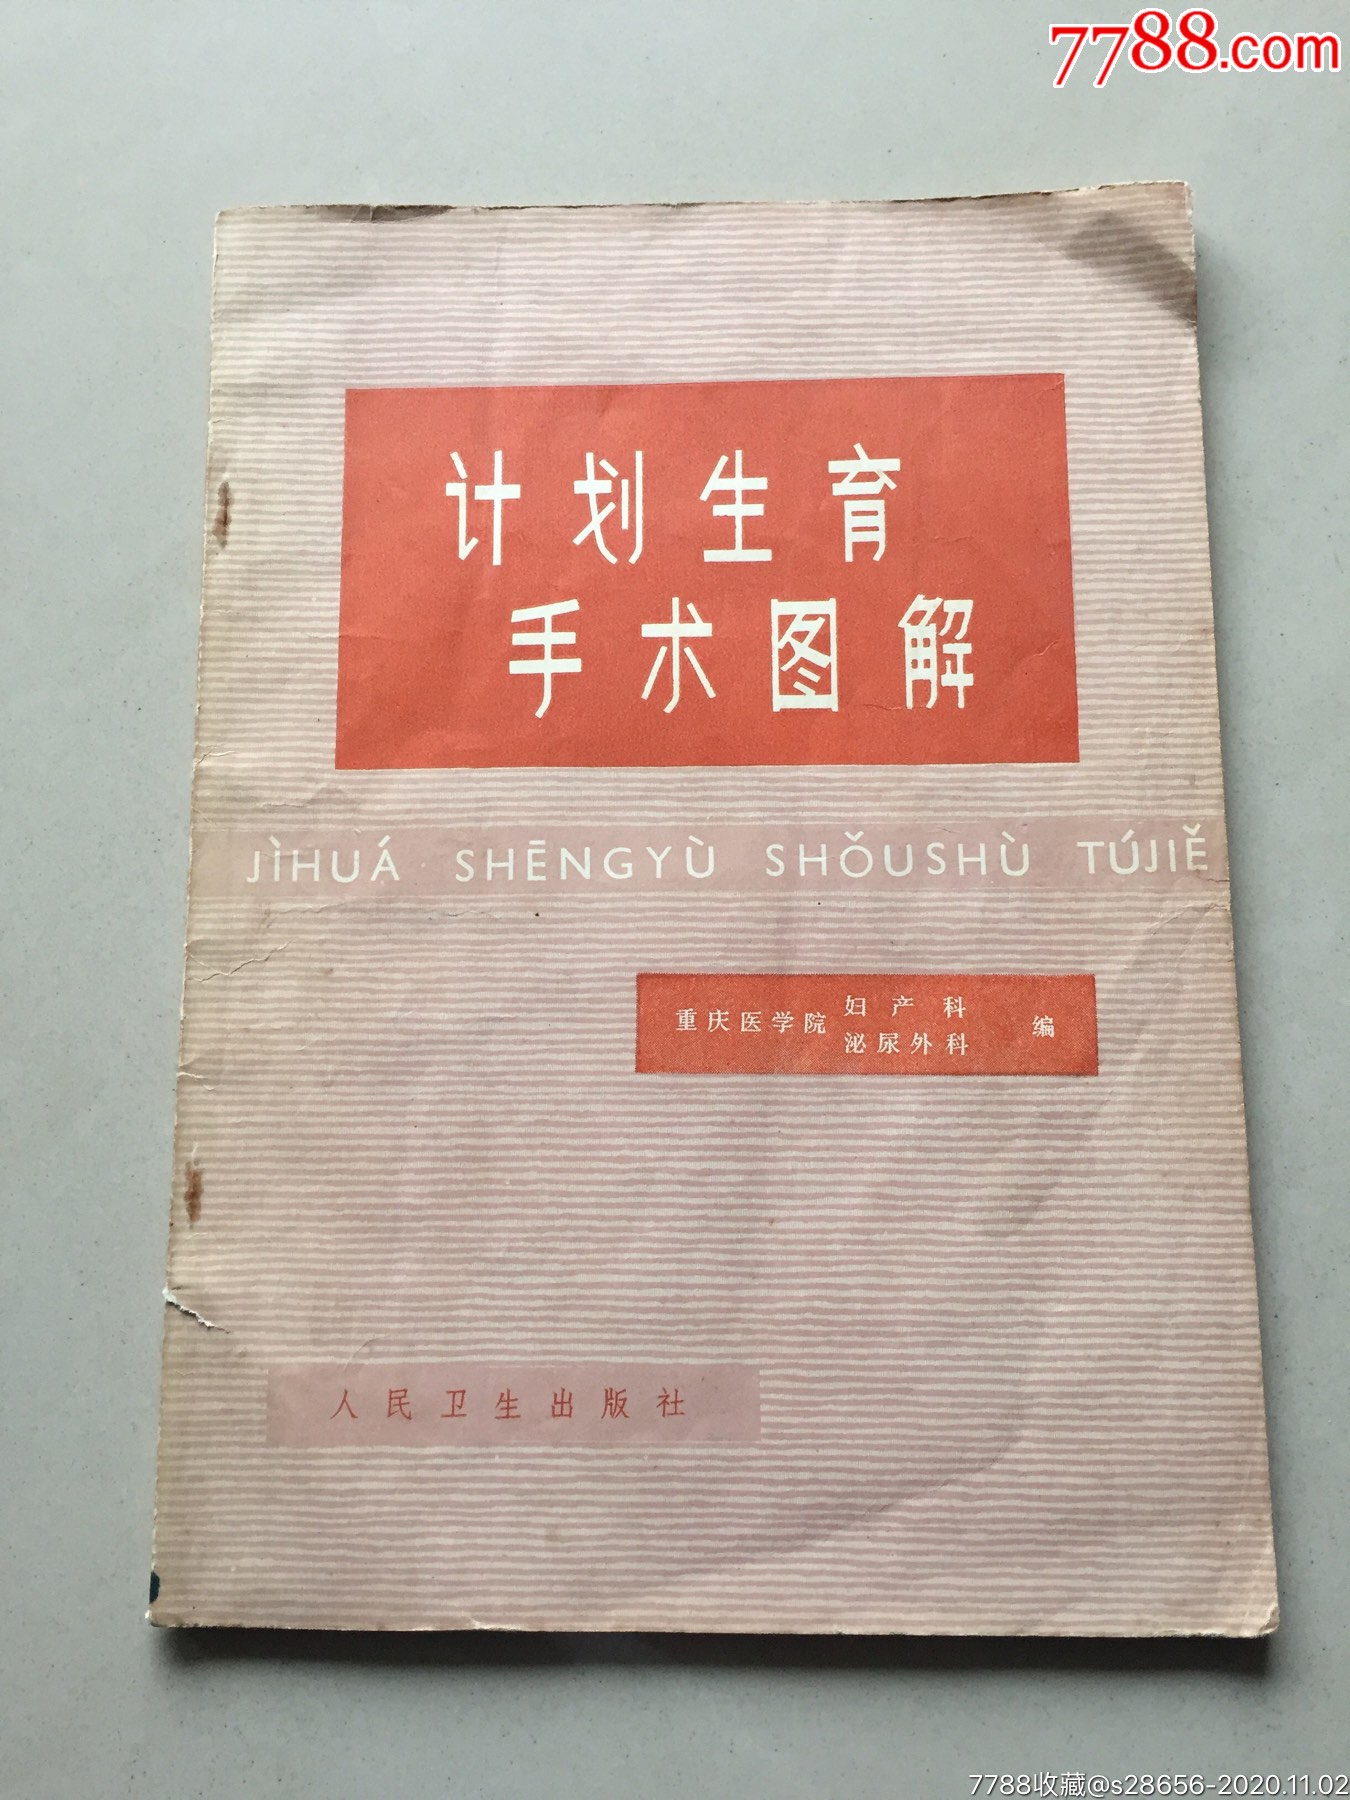 7788.com
计划生育
手术图解
JÌHUÁ SHĒNGYÙ SHǑUSHÙ TÚJIĚ
重庆医学院 妇产科 编
泌尿外科
人民卫生出版社
7788收藏@s28656-2020.11.02